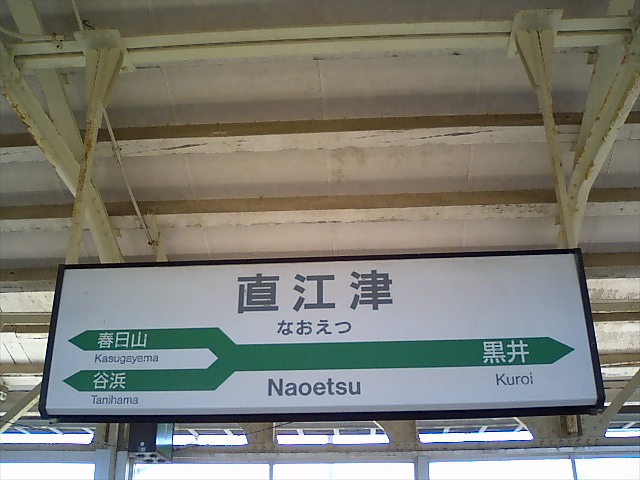 直江津
なおえつ
春日山
Kasugayama
谷浜
Tanihama
黒井
Kuroi
Naoetsu